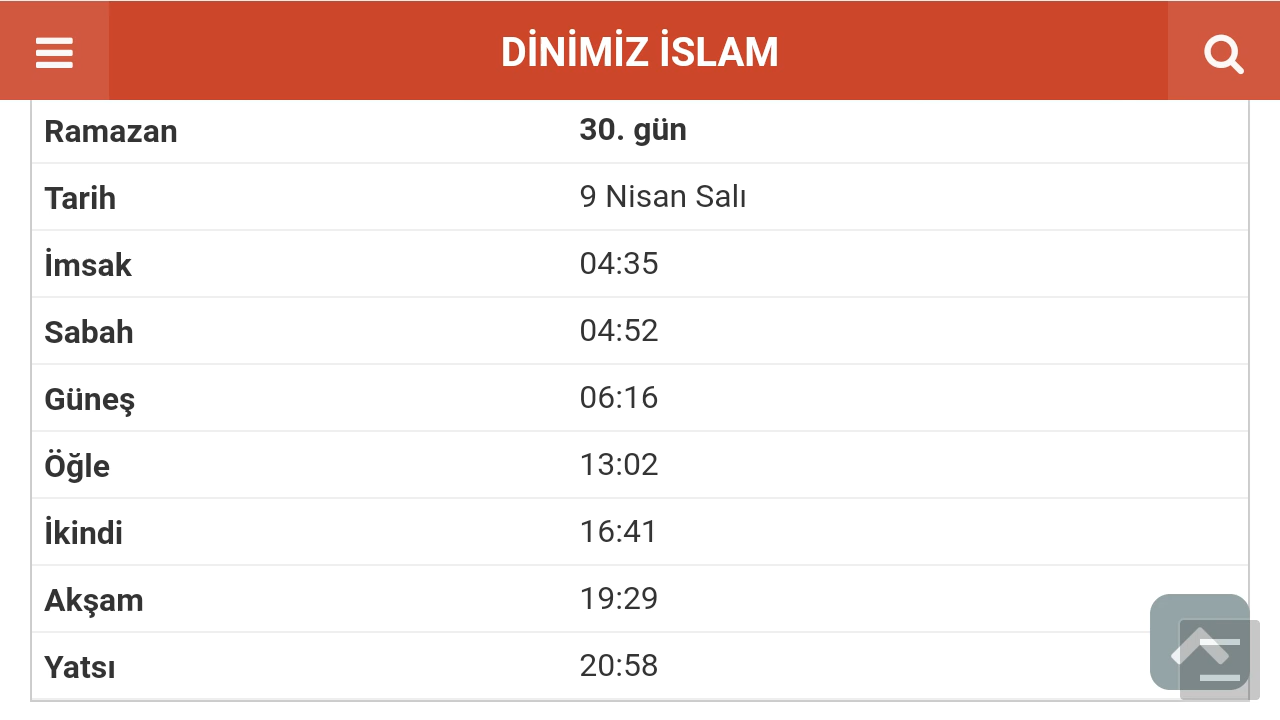 DİNİMİZ İSLAM
Ramazan 30. gün
Tarih 9 Nisan Salı
İmsak 04:35
Sabah 04:52
Güneş 06:16
Öğle 13:02
İkindi 16:41
Akşam 19:29
Yatsı 20:58